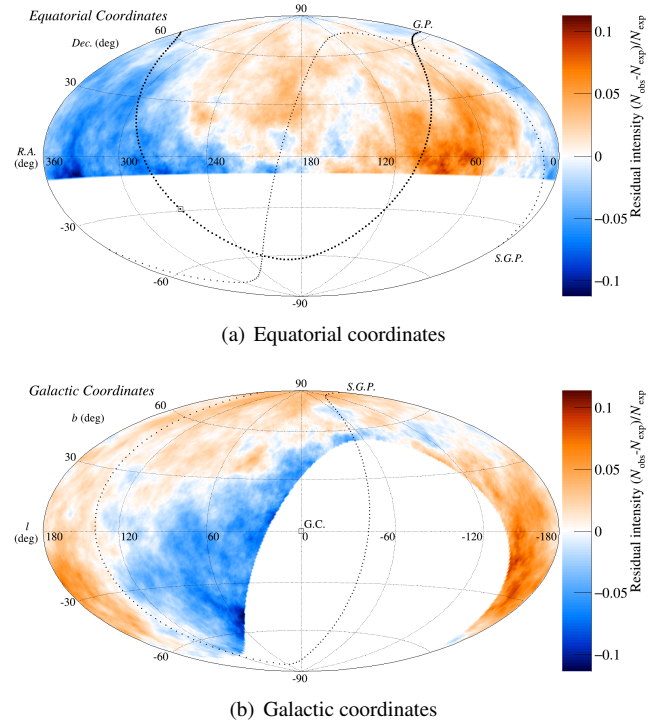 Equatorial Coordinates
90
G.P.
60
Dec. (deg)
30
R.A.
(deg)
360
300
240
180
120
60
0
-30
-60
-90
S.G.P.
0.1
0.05
0
−0.05
−0.1
Residual intensity (N_obs-N_exp)/N_exp
(a) Equatorial coordinates
Galactic Coordinates
90
S.G.P.
60
b (deg)
30
l
(deg)
180
120
60
G.C.
0
-60
-120
-180
-30
-60
-90
0.1
0.05
0
−0.05
−0.1
Residual intensity (N_obs-N_exp)/N_exp
(b) Galactic coordinates